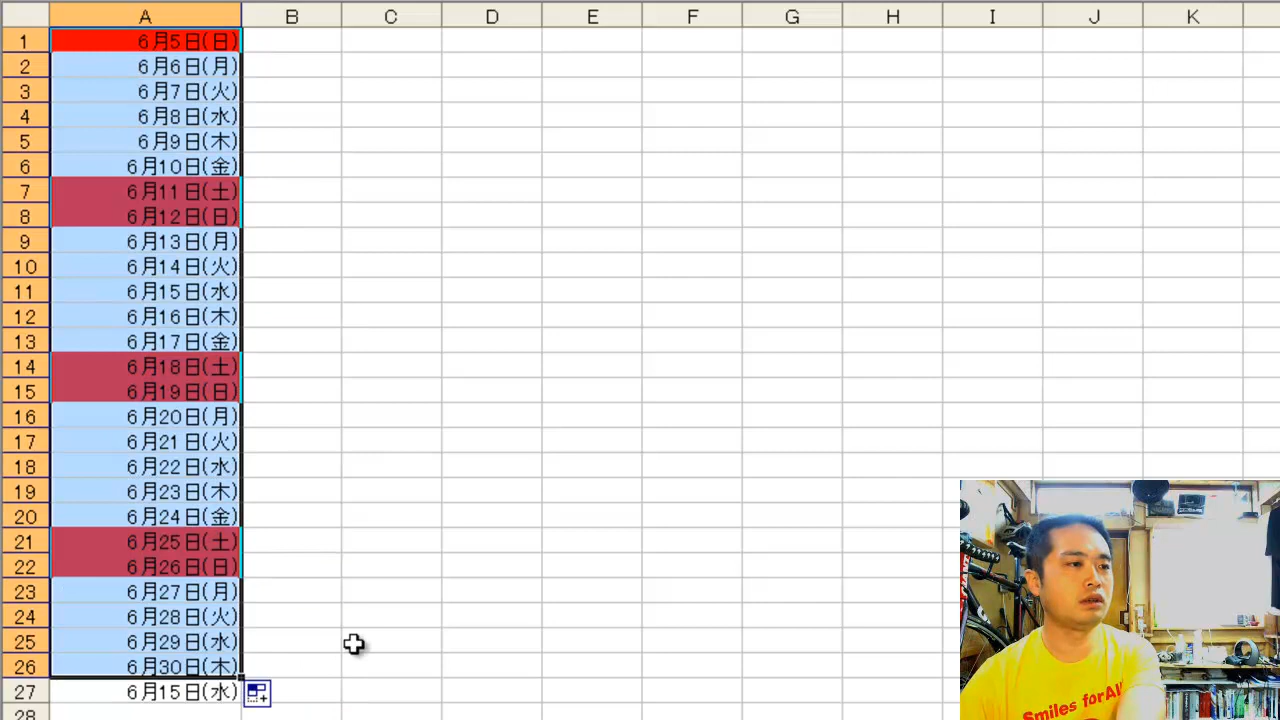 A B C D E F G H I J K
1 6月5日(日)
2 6月6日(月)
3 6月7日(火)
4 6月8日(水)
5 6月9日(木)
6 6月10日(金)
7 6月11日(土)
8 6月12日(日)
9 6月13日(月)
10 6月14日(火)
11 6月15日(水)
12 6月16日(木)
13 6月17日(金)
14 6月18日(土)
15 6月19日(日)
16 6月20日(月)
17 6月21日(火)
18 6月22日(水)
19 6月23日(木)
20 6月24日(金)
21 6月25日(土)
22 6月26日(日)
23 6月27日(月)
24 6月28日(火)
25 6月29日(水)
26 6月30日(木)
27 6月15日(水)
28
Smiles for All